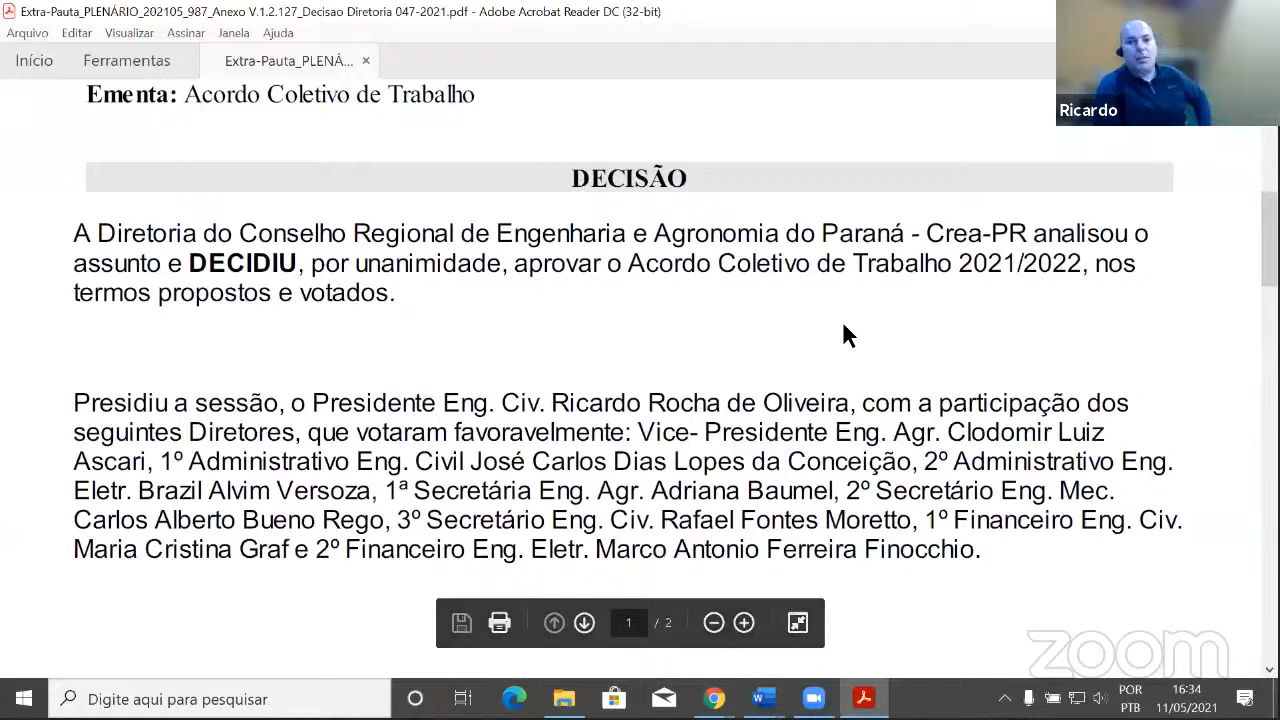 Extra-Pauta_PLENÁRIO_202105_987_Anexo V.1.2.127_Decisao Diretoria 047-2021.pdf - Adobe Acrobat Reader DC (32-bit)
Arquivo Editar Visualizar Assinar Janela Ajuda
Início Ferramentas Extra-Pauta_PLENÁ... ×
Ricardo
Ementa: Acordo Coletivo de Trabalho
DECISÃO
A Diretoria do Conselho Regional de Engenharia e Agronomia do Paraná - Crea-PR analisou o
assunto e DECIDIU, por unanimidade, aprovar o Acordo Coletivo de Trabalho 2021/2022, nos
termos propostos e votados.
Presidiu a sessão, o Presidente Eng. Civ. Ricardo Rocha de Oliveira, com a participação dos
seguintes Diretores, que votaram favoravelmente: Vice- Presidente Eng. Agr. Clodomir Luiz
Ascari, 1º Administrativo Eng. Civil José Carlos Dias Lopes da Conceição, 2º Administrativo Eng.
Eletr. Brazil Alvim Versoza, 1ª Secretária Eng. Agr. Adriana Baumel, 2º Secretário Eng. Mec.
Carlos Alberto Bueno Rego, 3º Secretário Eng. Civ. Rafael Fontes Moretto, 1º Financeiro Eng. Civ.
Maria Cristina Graf e 2º Financeiro Eng. Eletr. Marco Antonio Ferreira Finocchio.
1 / 2
zoom
Digite aqui para pesquisar
POR 16:34
PTB 11/05/2021